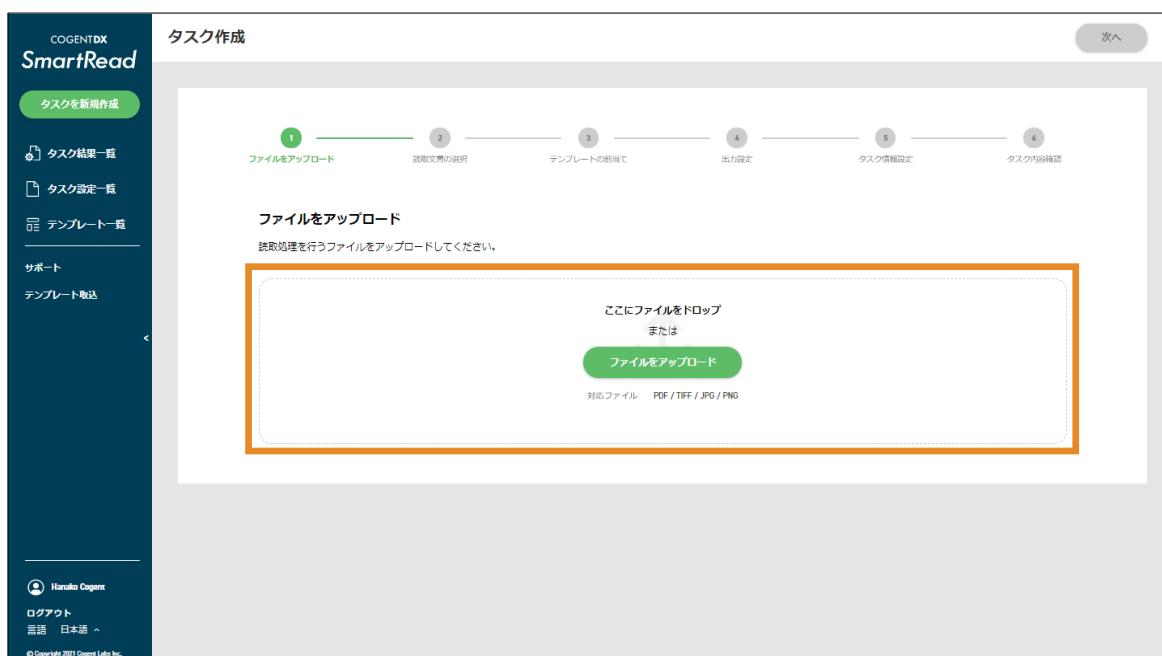 COGENTDX
SmartRead
タスクを新規作成
タスク結果一覧
タスク設定一覧
テンプレート一覧
サポート
テンプレート取込
<
Hanako Cogent
ログアウト
言語 日本語
© Copyright 2021 Cogent Labs Inc.
タスク作成
次へ
1 2 3 4 5 6
ファイルをアップロード 読取文書の選択 テンプレートの割当て 出力設定 タスク情報設定 タスク内容確認
ファイルをアップロード
読取処理を行うファイルをアップロードしてください。
ここにファイルをドロップ
または
ファイルをアップロード
対応ファイル PDF / TIFF / JPG / PNG